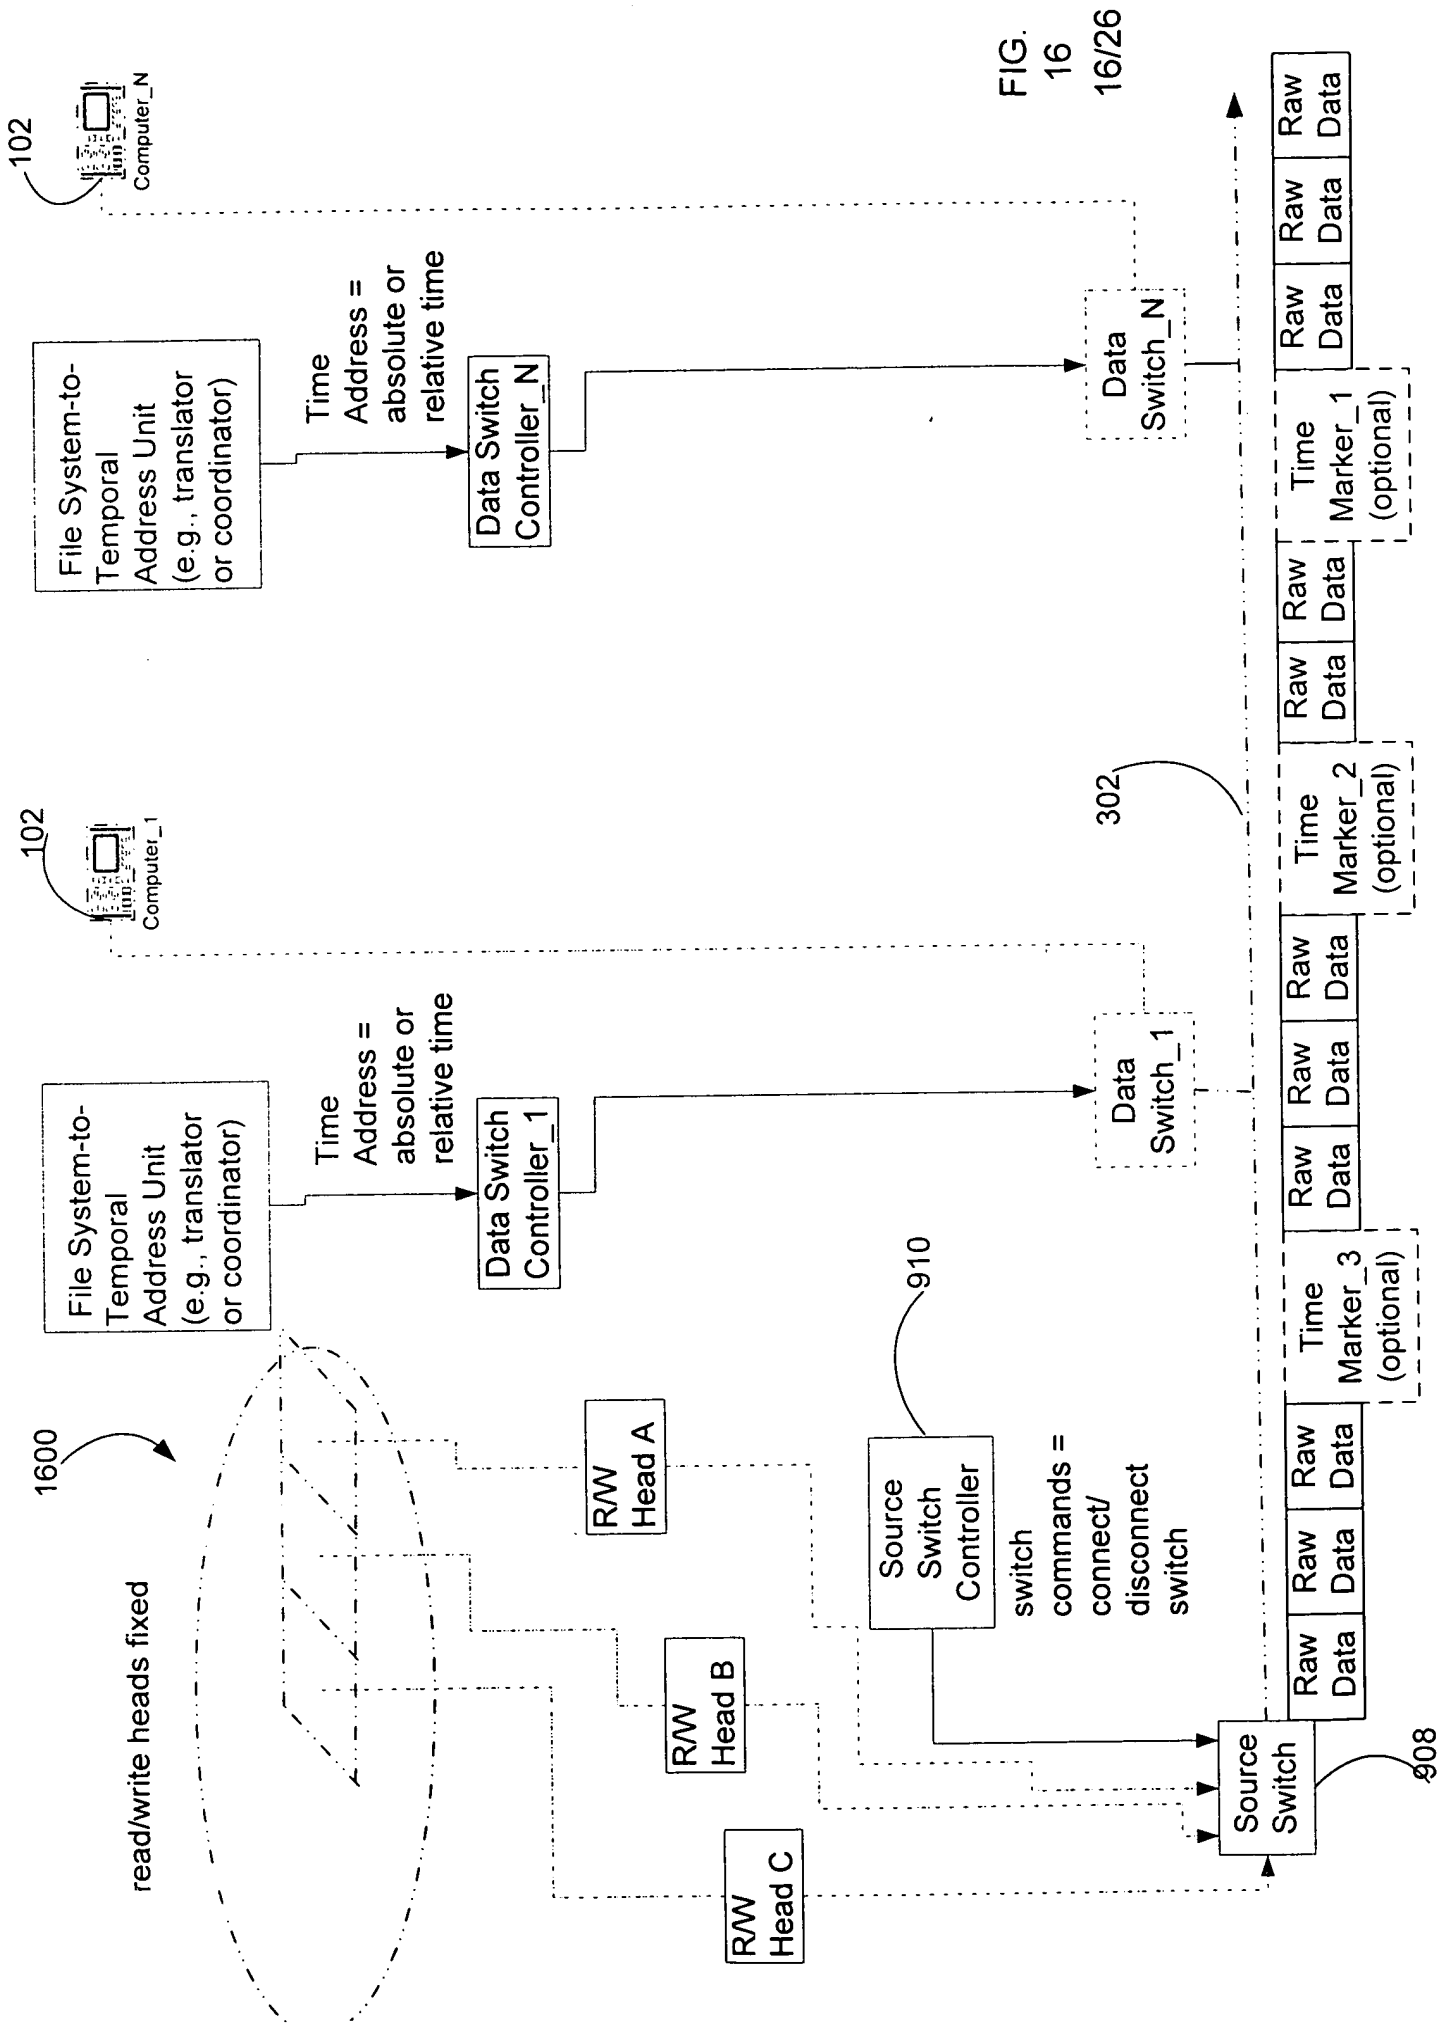 FIG.
16
16/26
102
Computer_N
File System-to-
Temporal
Address Unit
(e.g., translator
or coordinator)
Time
Address =
absolute or
relative time
Data Switch
Controller_N
Data
Switch_N
102
Computer_1
File System-to-
Temporal
Address Unit
(e.g., translator
or coordinator)
Time
Address =
absolute or
relative time
Data Switch
Controller_1
Data
Switch_1
302
1600
read/write heads fixed
R/W
Head A
R/W
Head B
R/W
Head C
910
Source
Switch
Controller
switch
commands =
connect/
disconnect
switch
Source
Switch
908
Raw
Data
Raw
Data
Raw
Data
Time
Marker_3
(optional)
Raw
Data
Raw
Data
Raw
Data
Time
Marker_2
(optional)
Raw
Data
Raw
Data
Time
Marker_1
(optional)
Raw
Data
Raw
Data
Raw
Data